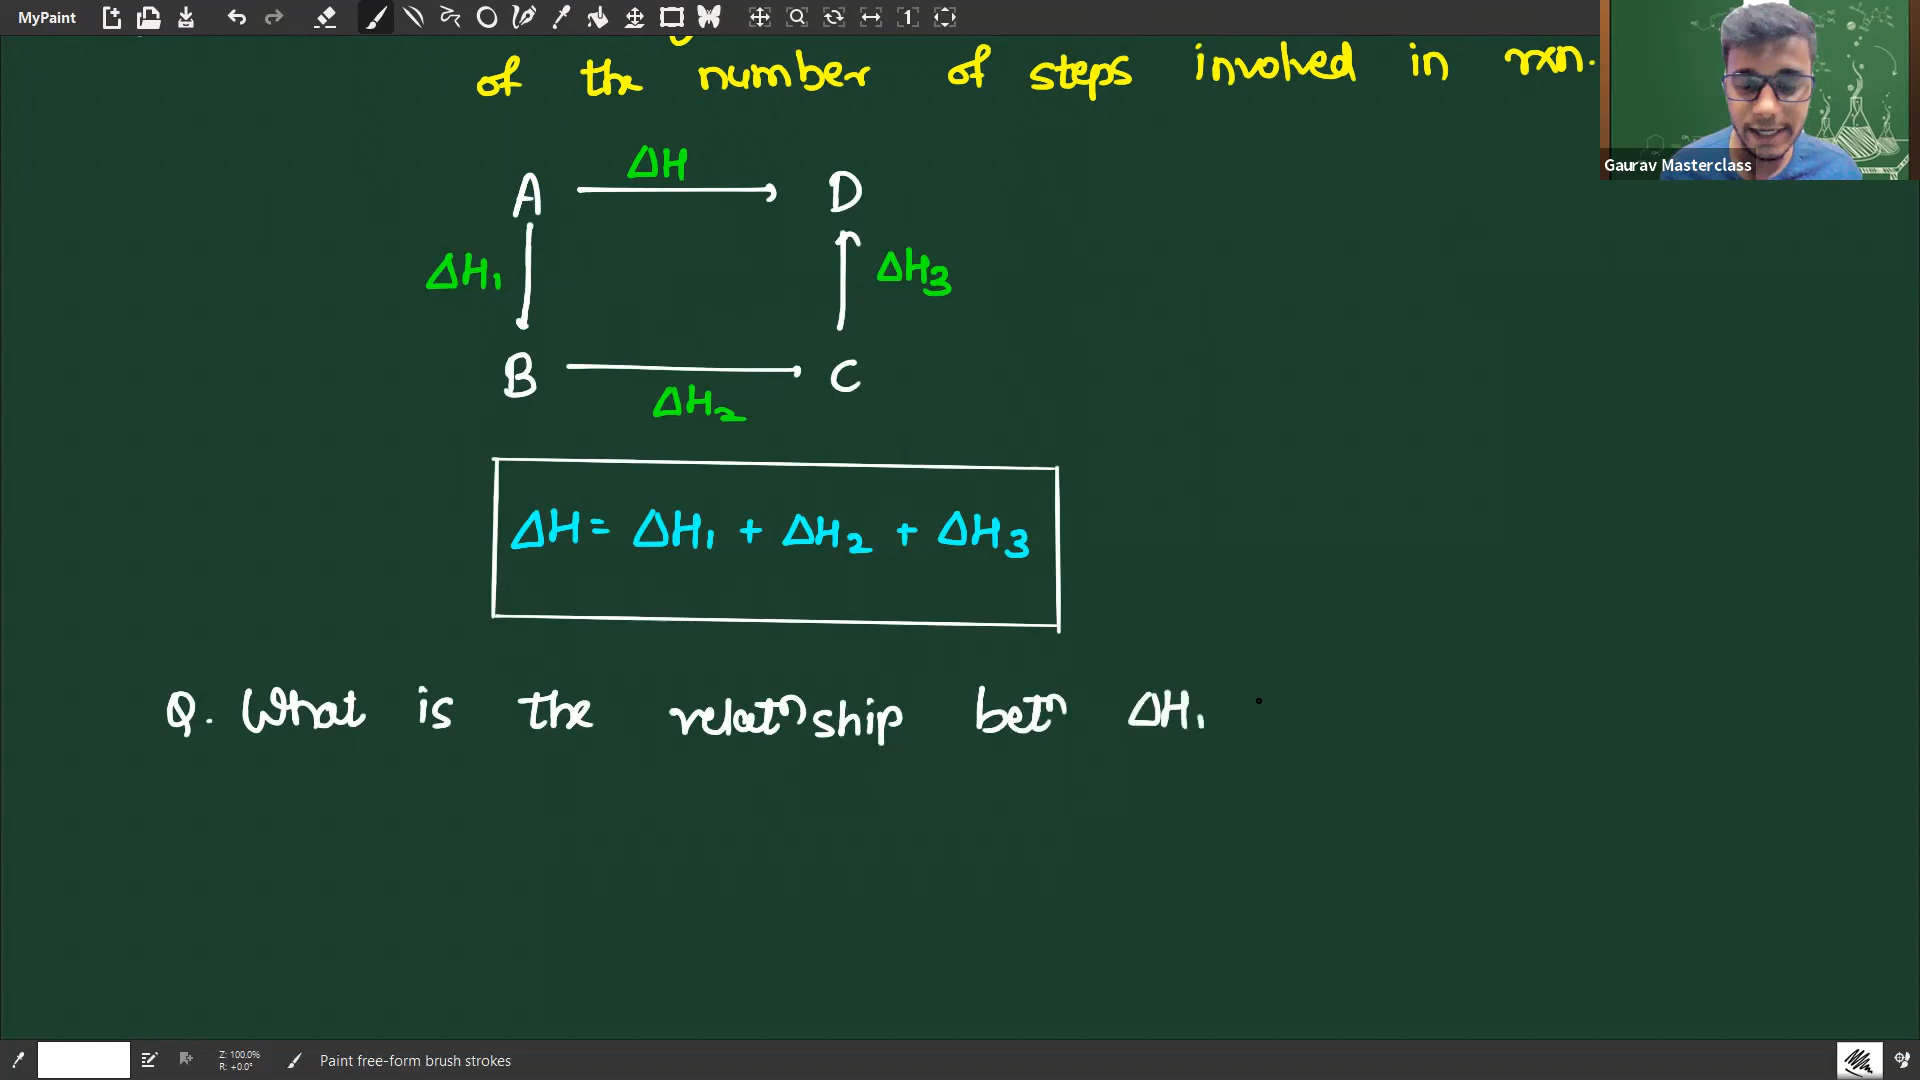 MyPaint
of the number of steps involved in rxn.
Gaurav Masterclass
ΔH
A D
ΔH₁ ΔH₃
B C
ΔH₂
ΔH = ΔH₁ + ΔH₂ + ΔH₃
Q. What is the relatⁿship betⁿ ΔH₁
Z: 100.0%
R: +0.0°
Paint free-form brush strokes